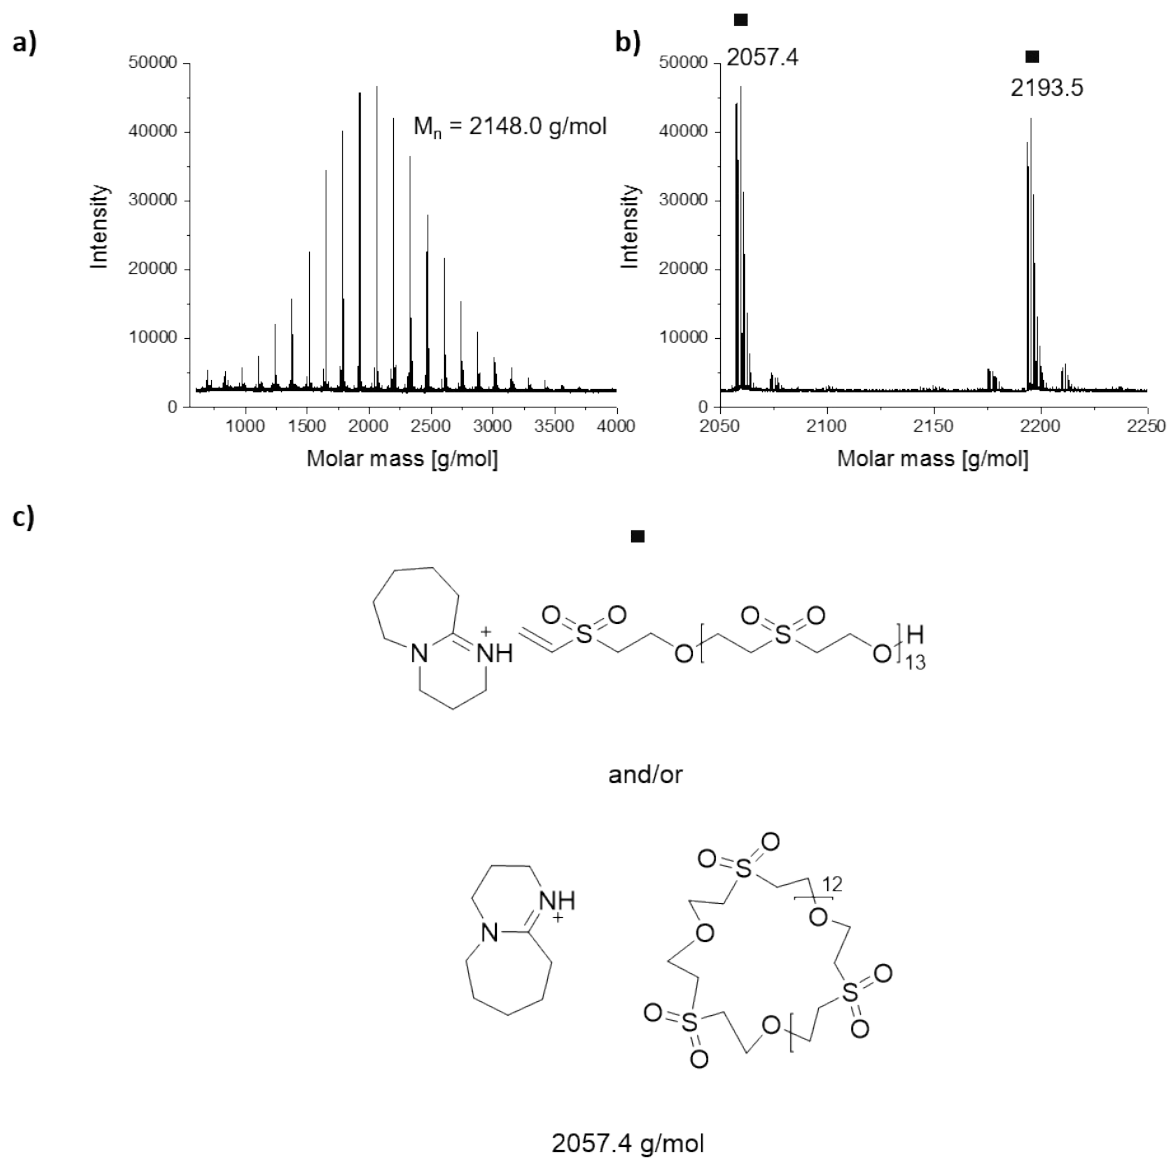 a)
50000
40000
30000
20000
10000
0
Intensity
Mn = 2148.0 g/mol
1000 1500 2000 2500 3000 3500 4000
Molar mass [g/mol]
b)
2057.4
2193.5
50000
40000
30000
20000
10000
0
Intensity
2050 2100 2150 2200 2250
Molar mass [g/mol]
c)
O O O O
S S H
+
N NH O O 13
and/or
O O
S 12
NH
+
N O O
O O
O S S O
O O
2057.4 g/mol